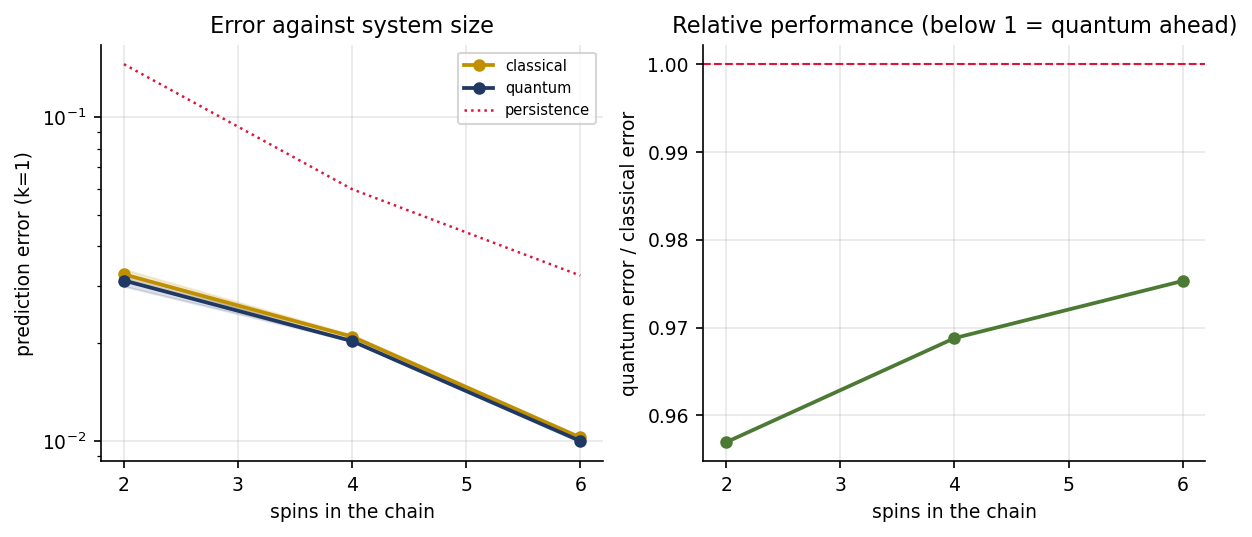 Error against system size
prediction error (k=1)
10⁻¹
10⁻²
classical
quantum
persistence
2 3 4 5 6
spins in the chain
Relative performance (below 1 = quantum ahead)
quantum error / classical error
1.00
0.99
0.98
0.97
0.96
2 3 4 5 6
spins in the chain